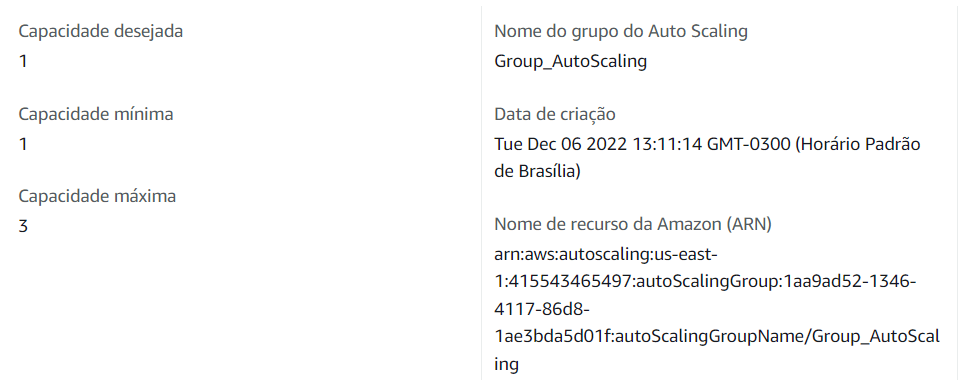 Capacidade desejada
1
Capacidade mínima
1
Capacidade máxima
3
Nome do grupo do Auto Scaling
Group_AutoScaling
Data de criação
Tue Dec 06 2022 13:11:14 GMT-0300 (Horário Padrão
de Brasília)
Nome de recurso da Amazon (ARN)
arn:aws:autoscaling:us-east-
1:415543465497:autoScalingGroup:1aa9ad52-1346-
4117-86d8-
1ae3bda5d01f:autoScalingGroupName/Group_AutoScal
ing